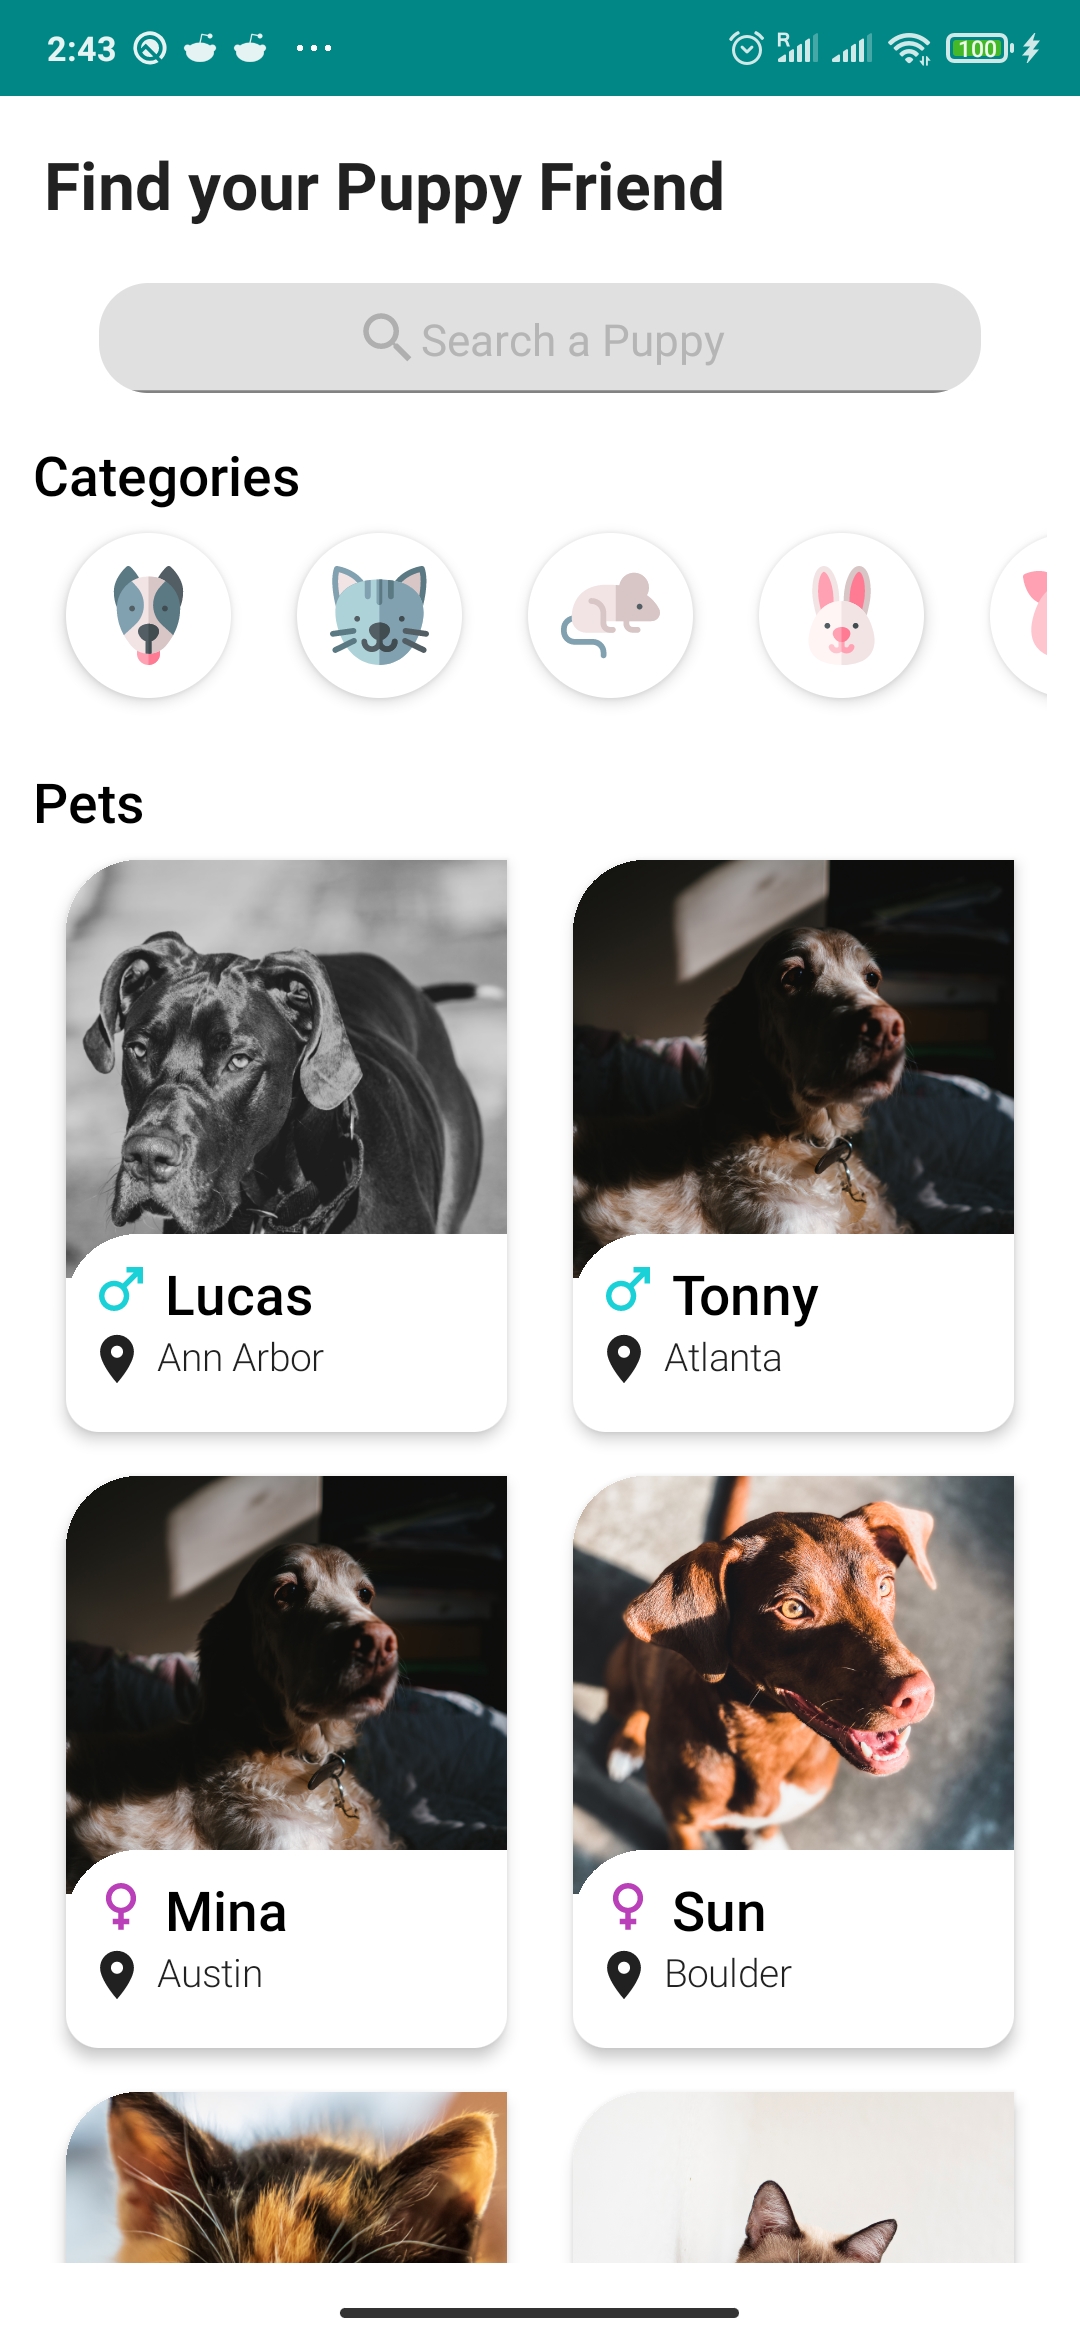 2:43
R
100
Find your Puppy Friend
Search a Puppy
Categories
Pets
Lucas
Ann Arbor
Tonny
Atlanta
Mina
Austin
Sun
Boulder